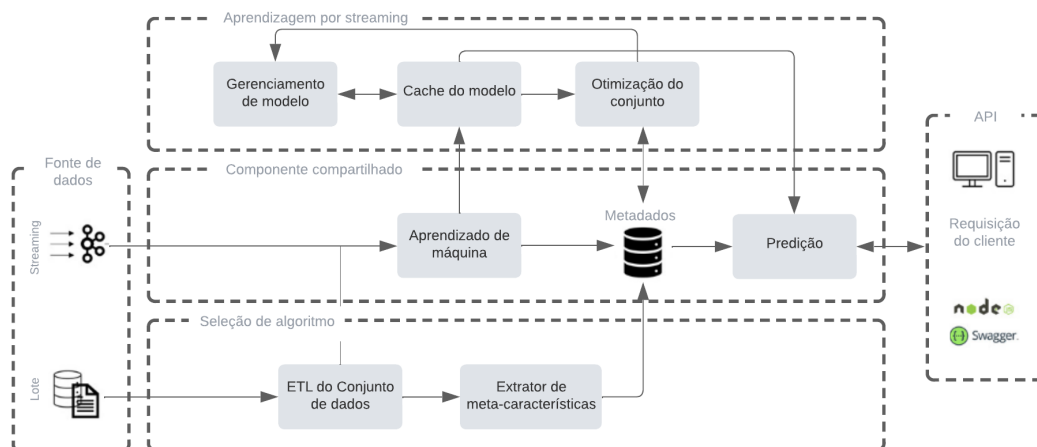 Aprendizagem por streaming
Gerenciamento
de modelo
Cache do modelo
Otimização do
conjunto
API
Fonte de
dados
Componente compartilhado
Streaming
Aprendizado de
máquina
Metadados
Predição
Requisição
do cliente
node
JS
Swagger
Seleção de algoritmo
Lote
ETL do Conjunto
de dados
Extrator de
meta-características